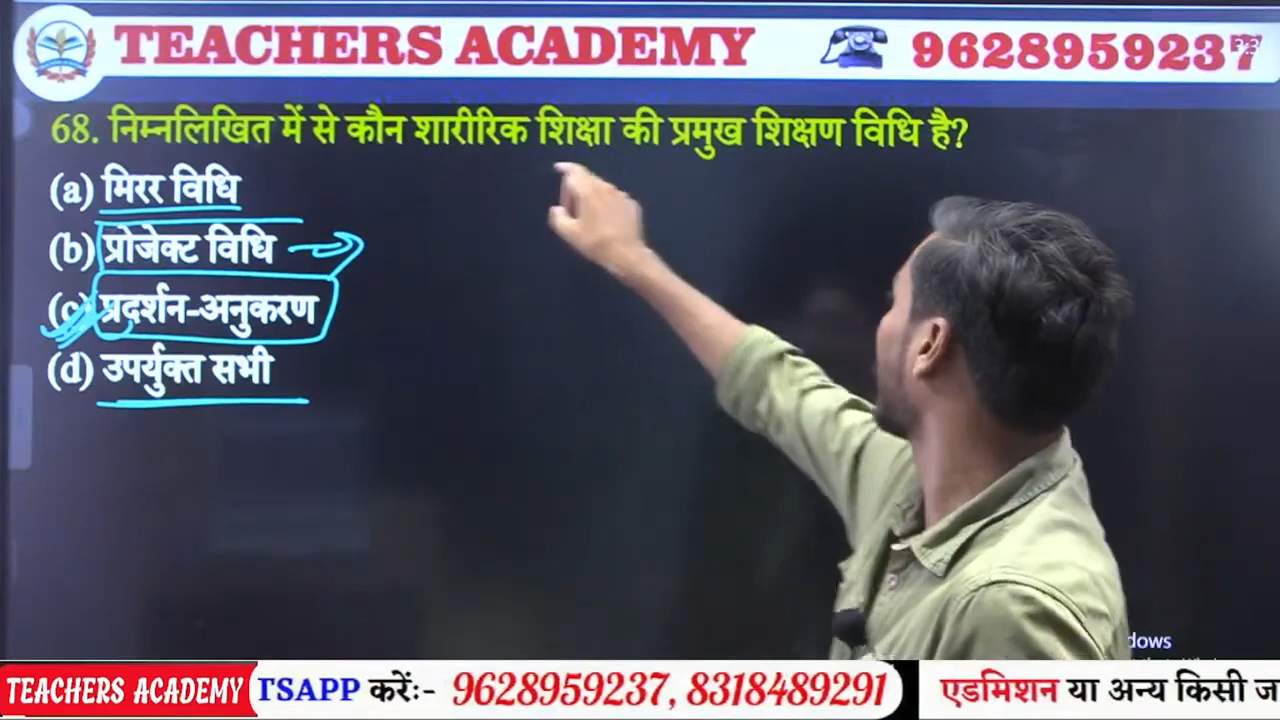 TEACHERS ACADEMY 9628959237
68. निम्नलिखित में से कौन शारीरिक शिक्षा की प्रमुख शिक्षण विधि है?
(a) मिरर विधि
(b) प्रोजेक्ट विधि
(c) प्रदर्शन-अनुकरण
(d) उपर्युक्त सभी
dows
TEACHERS ACADEMY TSAPP करेंः- 9628959237, 8318489291 एडमिशन या अन्य किसी ज